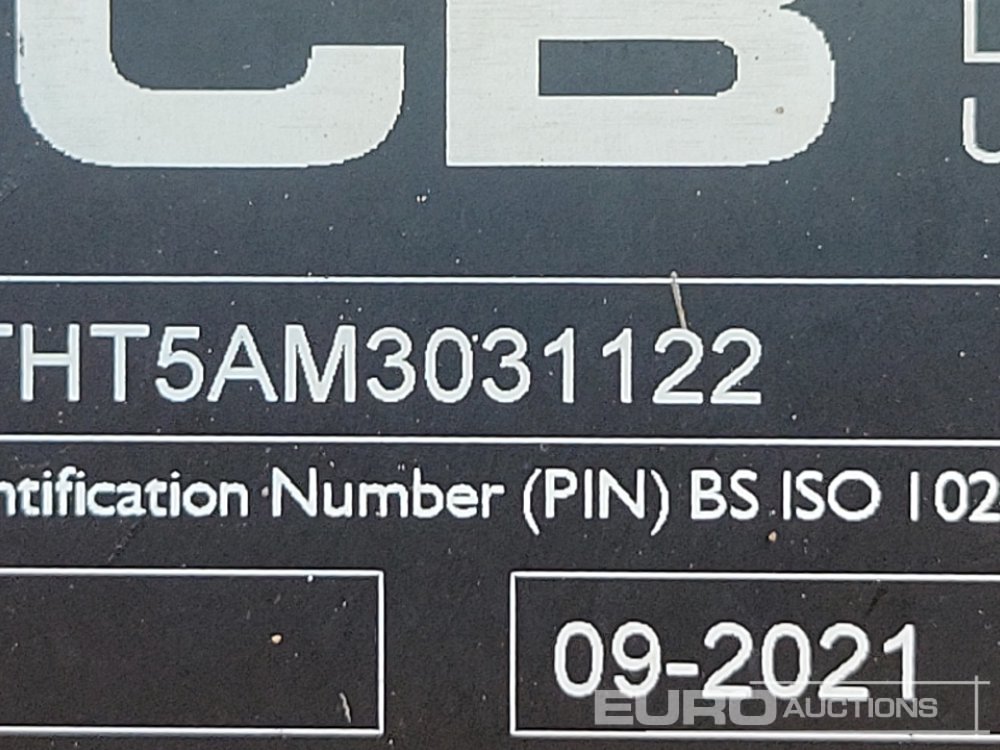 CB
THT5AM3031122
ntification Number (PIN) BS ISO 102
09-2021
EURO AUCTIONS